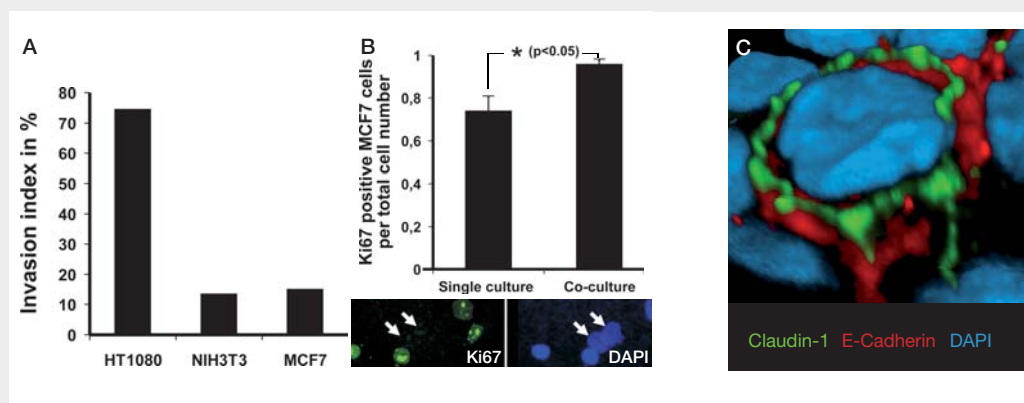 A
Invasion index in %
80
70
60
50
40
30
20
10
0
HT1080 NIH3T3 MCF7
B
Ki67 positive MCF7 cells
per total cell number
* (p<0.05)
1
0,8
0,6
0,4
0,2
0
Single culture Co-culture
Ki67 DAPI
C
Claudin-1 E-Cadherin DAPI